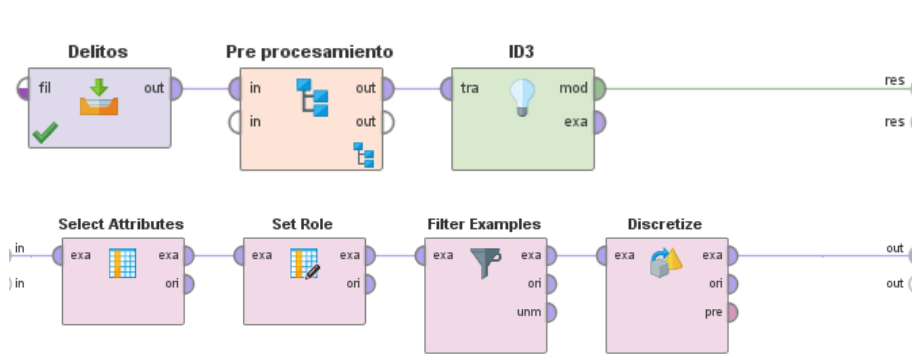 Delitos Pre procesamiento ID3
fil out in out tra mod res
in out exa res
Select Attributes Set Role Filter Examples Discretize
in exa exa exa exa exa exa exa exa out
in ori ori ori ori out
unm pre